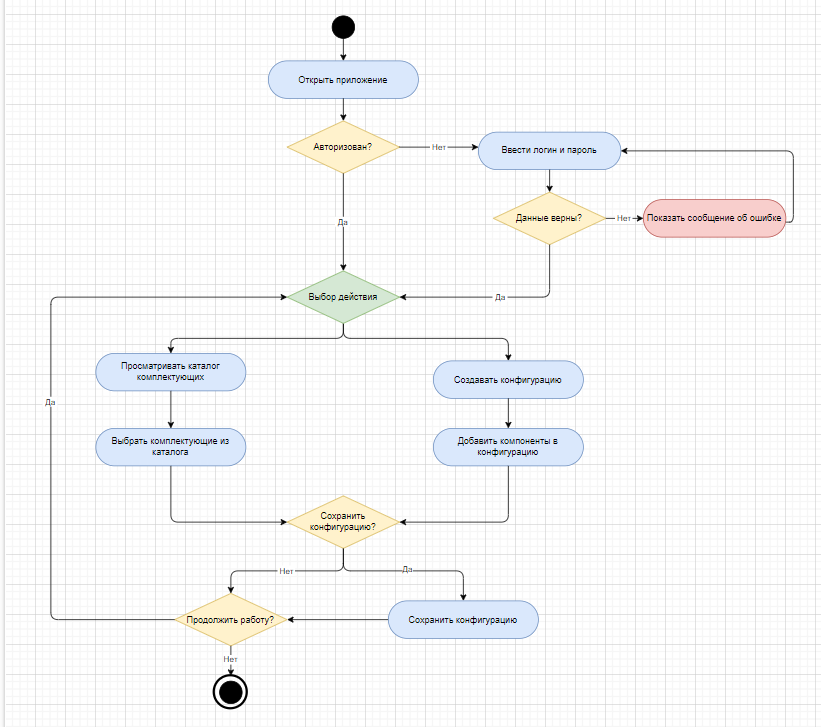 Открыть приложение
Авторизован?
Нет
Ввести логин и пароль
Данные верны?
Нет
Показать сообщение об ошибке
Да
Выбор действия
Да
Просматривать каталог
комплектующих
Создавать конфигурацию
Да
Выбрать комплектующие из
каталога
Добавить компоненты в
конфигурацию
Сохранить
конфигурацию?
Нет
Да
Продолжить работу?
Сохранить конфигурацию
Нет